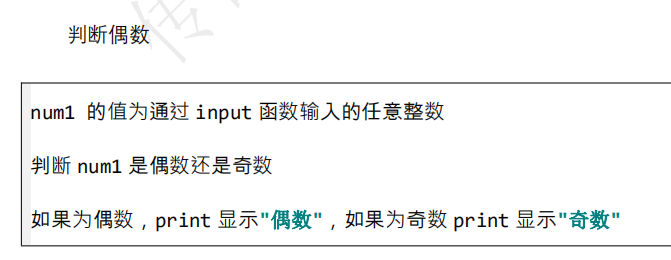 判断偶数
num1 的值为通过 input 函数输入的任意整数
判断 num1 是偶数还是奇数
如果为偶数，print 显示"偶数"，如果为奇数 print 显示"奇数"